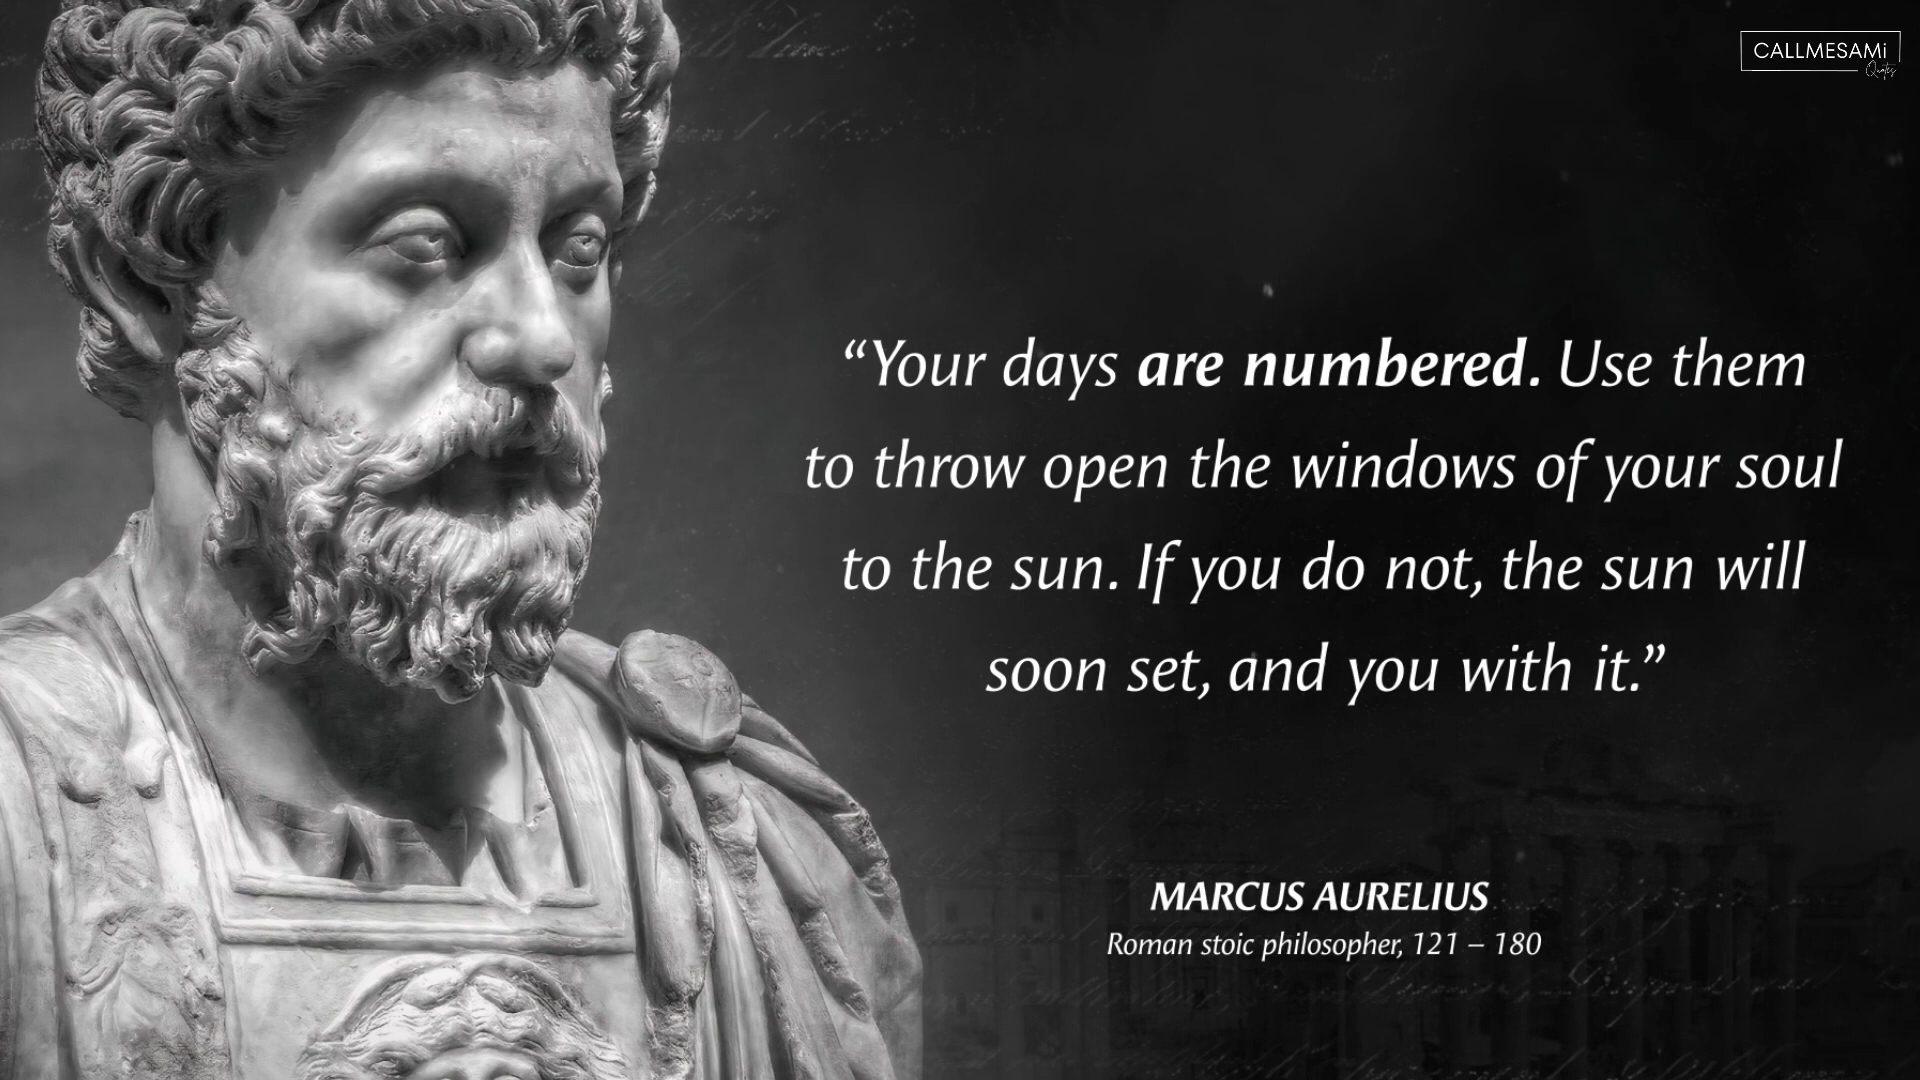 CALLMESAMi
Quotes
“Your days are numbered. Use them
to throw open the windows of your soul
to the sun. If you do not, the sun will
soon set, and you with it.”
MARCUS AURELIUS
Roman stoic philosopher, 121 – 180